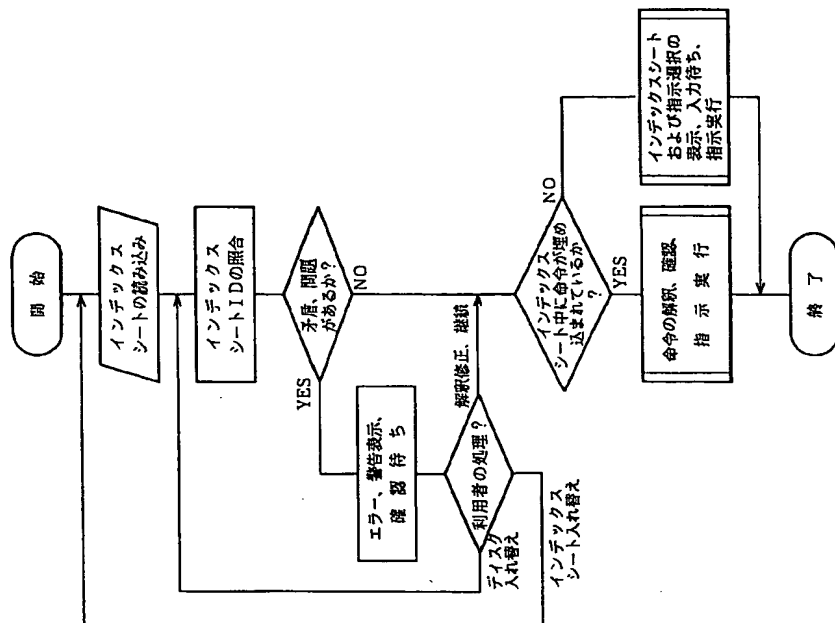 開始
インデックス
シートの読み込み
インデックス
シートIDの照合
矛盾、問題
があるか?
YES
NO
エラー、警告表示、
確認待ち
利用者の処理?
解釈修正、継続
ディスク
入れ替え
インデックス
シート入れ替え
インデックス
シート中に命令が埋め
込まれているか
?
NO
YES
インデックスシート
および指示選択の
表示、入力待ち、
指示実行
命令の解釈、確認、
指示実行
終了